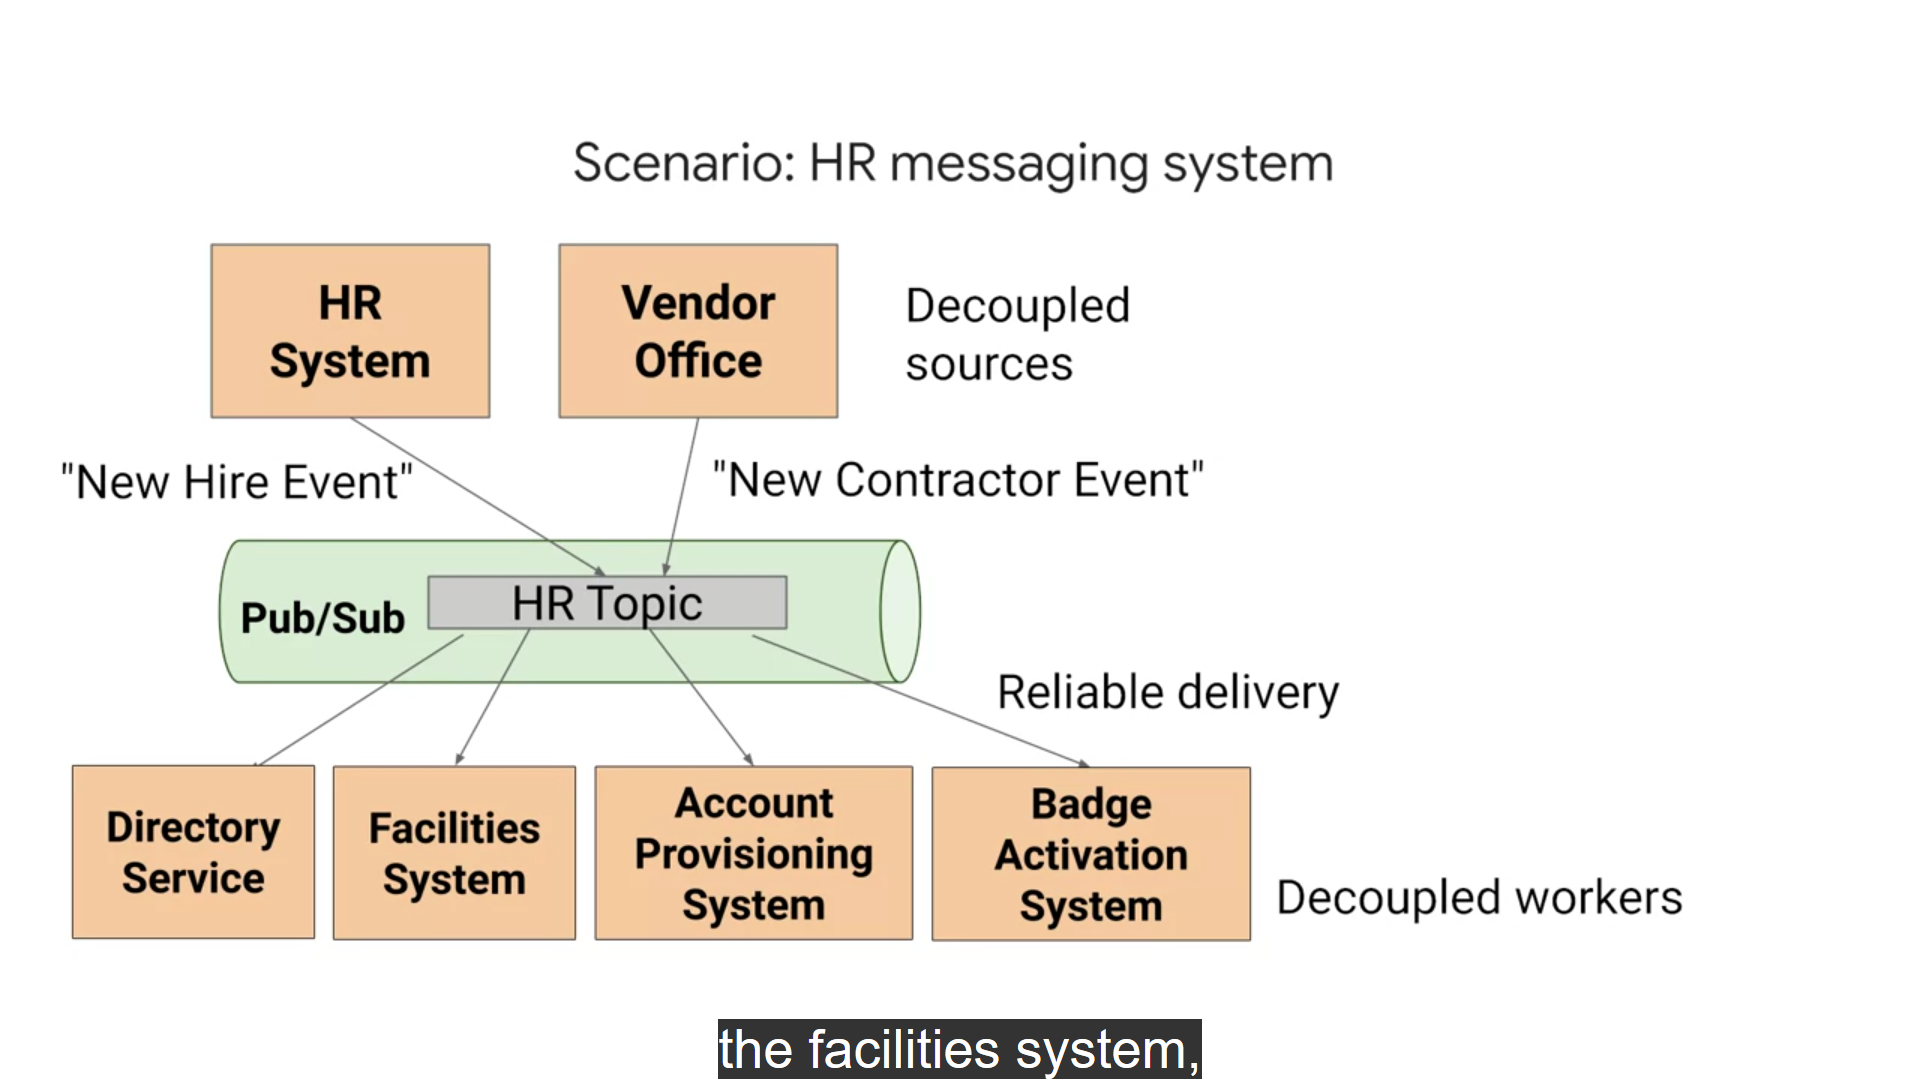 Scenario: HR messaging system
HR
System
Vendor
Office
Decoupled
sources
"New Hire Event"
"New Contractor Event"
Pub/Sub
HR Topic
Reliable delivery
Directory
Service
Facilities
System
Account
Provisioning
System
Badge
Activation
System
Decoupled workers
the facilities system,